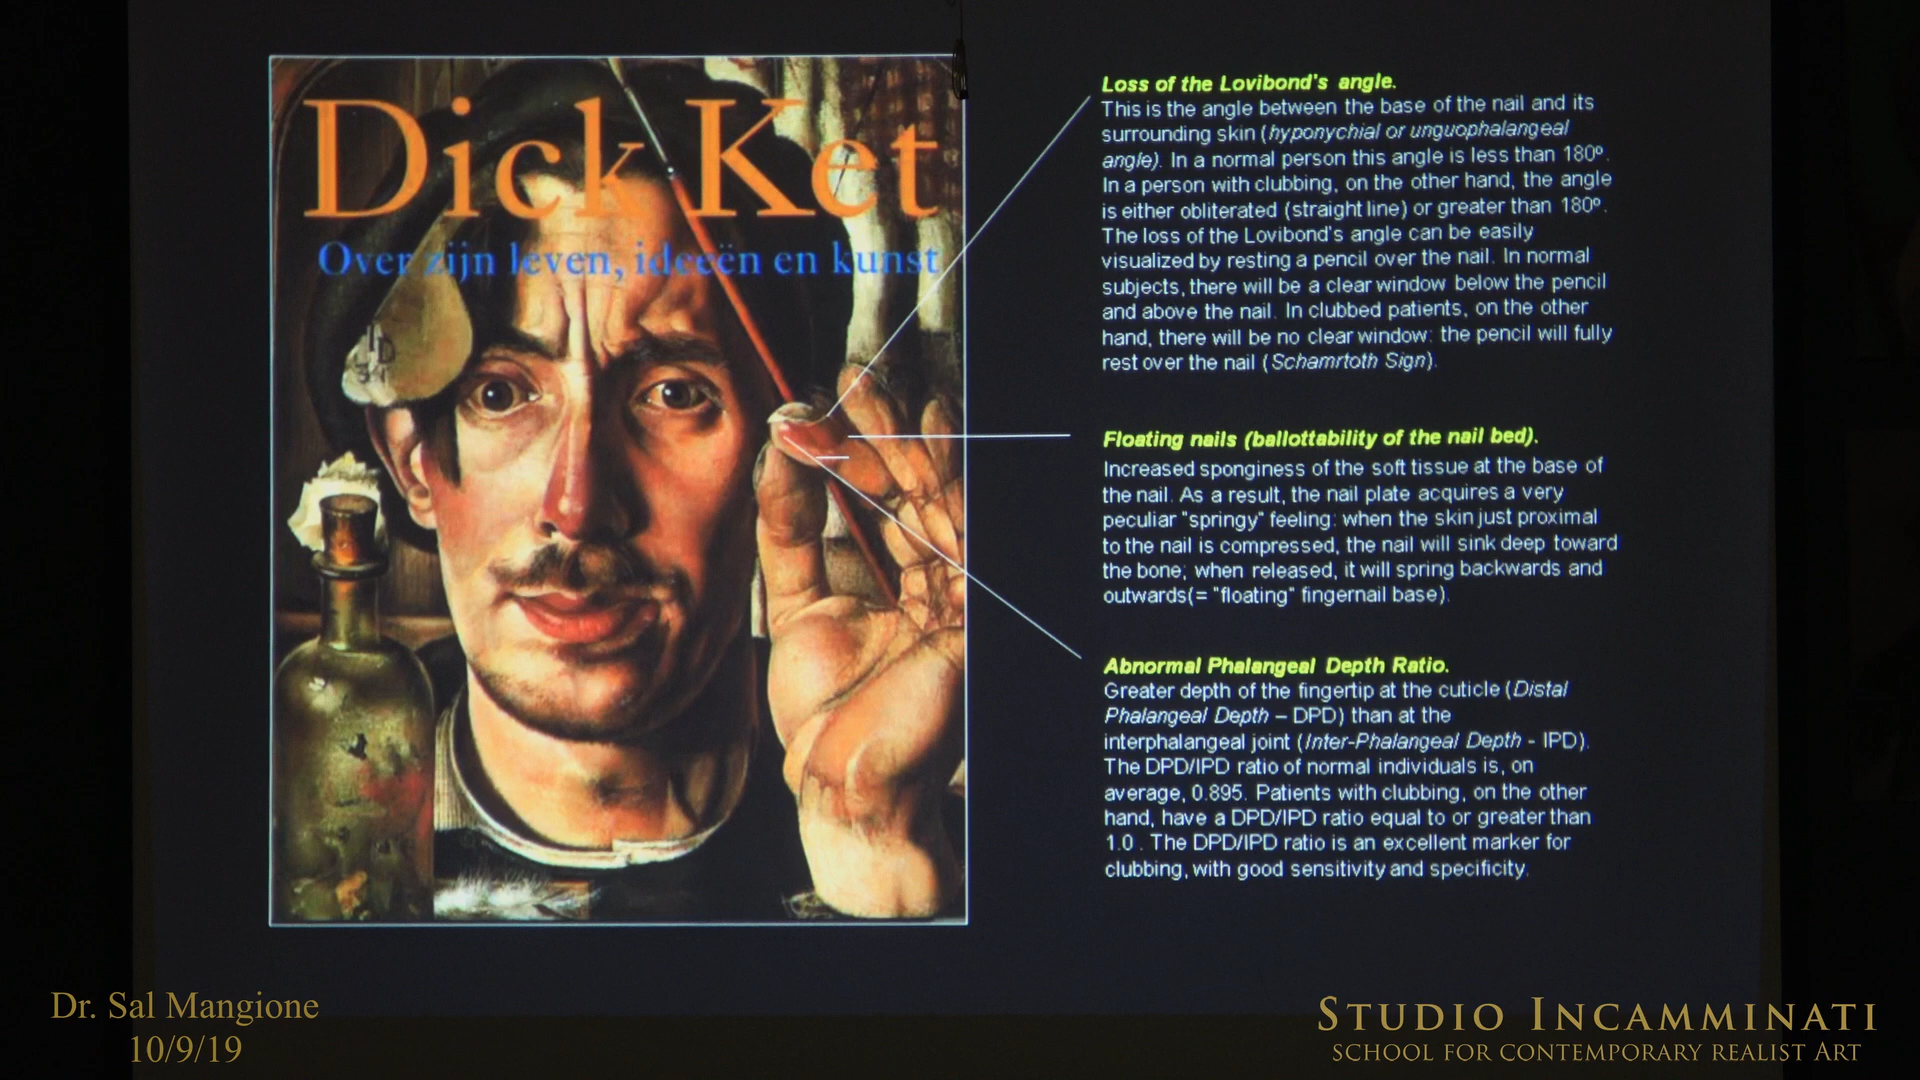 Dick Ket
Over zijn leven, ideeën en kunst
Loss of the Lovibond's angle.
This is the angle between the base of the nail and its
surrounding skin (hyponychial or unguophalangeal
angle). In a normal person this angle is less than 180º.
In a person with clubbing, on the other hand, the angle
is either obliterated (straight line) or greater than 180º.
The loss of the Lovibond's angle can be easily
visualized by resting a pencil over the nail. In normal
subjects, there will be a clear window below the pencil
and above the nail. In clubbed patients, on the other
hand, there will be no clear window: the pencil will fully
rest over the nail (Schamrtoth Sign).
Floating nails (ballottability of the nail bed).
Increased sponginess of the soft tissue at the base of
the nail. As a result, the nail plate acquires a very
peculiar "springy" feeling: when the skin just proximal
to the nail is compressed, the nail will sink deep toward
the bone; when released, it will spring backwards and
outwards(= "floating" fingernail base).
Abnormal Phalangeal Depth Ratio.
Greater depth of the fingertip at the cuticle (Distal
Phalangeal Depth – DPD) than at the
interphalangeal joint (Inter-Phalangeal Depth - IPD).
The DPD/IPD ratio of normal individuals is, on
average, 0.895. Patients with clubbing, on the other
hand, have a DPD/IPD ratio equal to or greater than
1.0 . The DPD/IPD ratio is an excellent marker for
clubbing, with good sensitivity and specificity.
Dr. Sal Mangione
10/9/19
STUDIO INCAMMINATI
SCHOOL FOR CONTEMPORARY REALIST ART